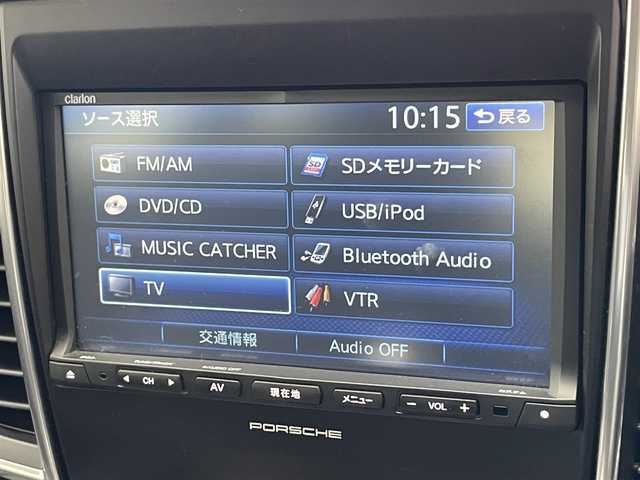 clarion
ソース選択
10:15
戻る
FM/AM
SDメモリーカード
DVD/CD
USB/iPod
MUSIC CATCHER
Bluetooth Audio
TV
VTR
交通情報
Audio OFF
AUDIO OFF
CH
AV
現在地
メニュー
- VOL +
PORSCHE